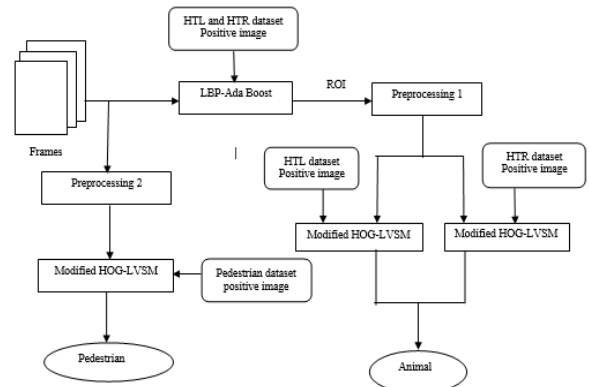 HTL and HTR dataset
Positive image
LBP-Ada Boost
ROI
Preprocessing 1
Frames
HTL dataset
Positive image
HTR dataset
Positive image
Preprocessing 2
Modified HOG-LVSM
Modified HOG-LVSM
Modified HOG-LVSM
Pedestrian dataset
positive image
Pedestrian
Animal